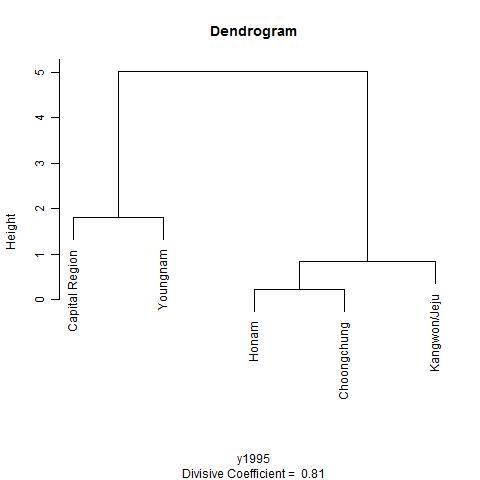 Dendrogram
Height
5
4
3
2
1
0
Capital Region
Youngnam
Honam
Choongchung
Kangwon/Jeju
y1995
Divisive Coefficient = 0.81